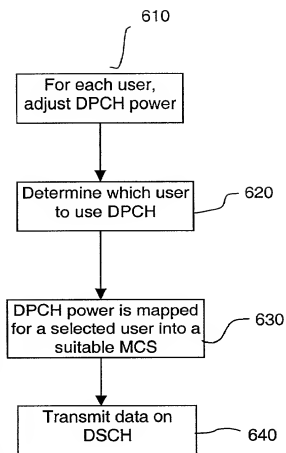 610
For each user,
adjust DPCH power
Determine which user
to use DPCH
620
DPCH power is mapped
for a selected user into a
suitable MCS
630
Transmit data on
DSCH
640